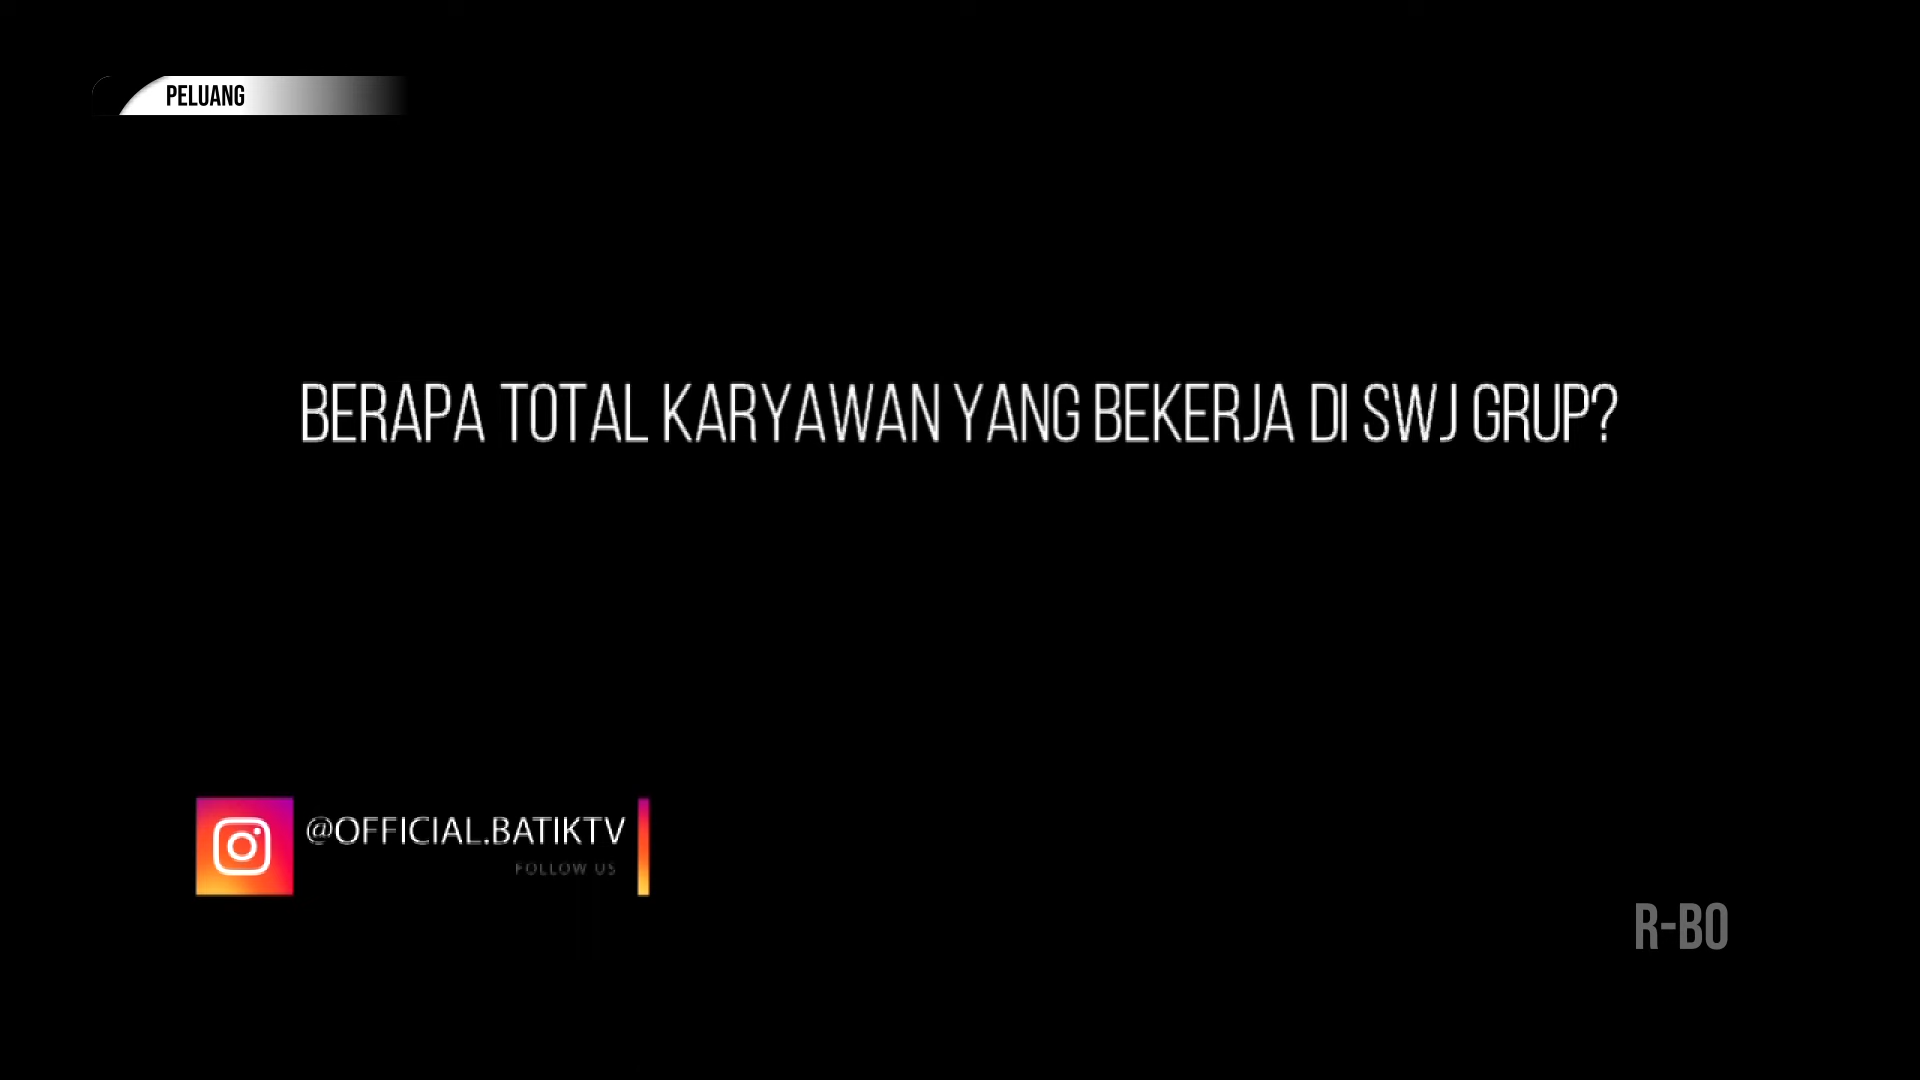 PELUANG
BERAPA TOTAL KARYAWAN YANG BEKERJA DI SWJ GRUP?
@OFFICIAL.BATIKTV
FOLLOW US
R-BO